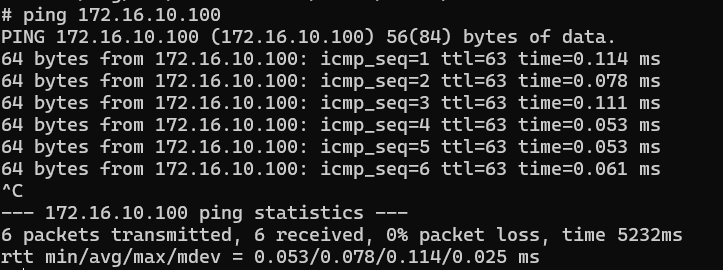 # ping 172.16.10.100
PING 172.16.10.100 (172.16.10.100) 56(84) bytes of data.
64 bytes from 172.16.10.100: icmp_seq=1 ttl=63 time=0.114 ms
64 bytes from 172.16.10.100: icmp_seq=2 ttl=63 time=0.078 ms
64 bytes from 172.16.10.100: icmp_seq=3 ttl=63 time=0.111 ms
64 bytes from 172.16.10.100: icmp_seq=4 ttl=63 time=0.053 ms
64 bytes from 172.16.10.100: icmp_seq=5 ttl=63 time=0.053 ms
64 bytes from 172.16.10.100: icmp_seq=6 ttl=63 time=0.061 ms
^C
--- 172.16.10.100 ping statistics ---
6 packets transmitted, 6 received, 0% packet loss, time 5232ms
rtt min/avg/max/mdev = 0.053/0.078/0.114/0.025 ms